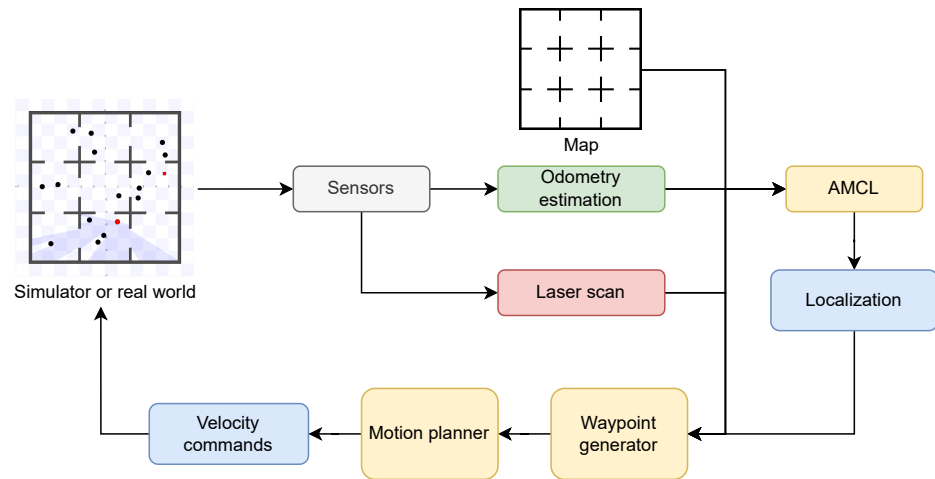 Map
Simulator or real world
Sensors
Odometry
estimation
AMCL
Laser scan
Localization
Velocity
commands
Motion planner
Waypoint
generator